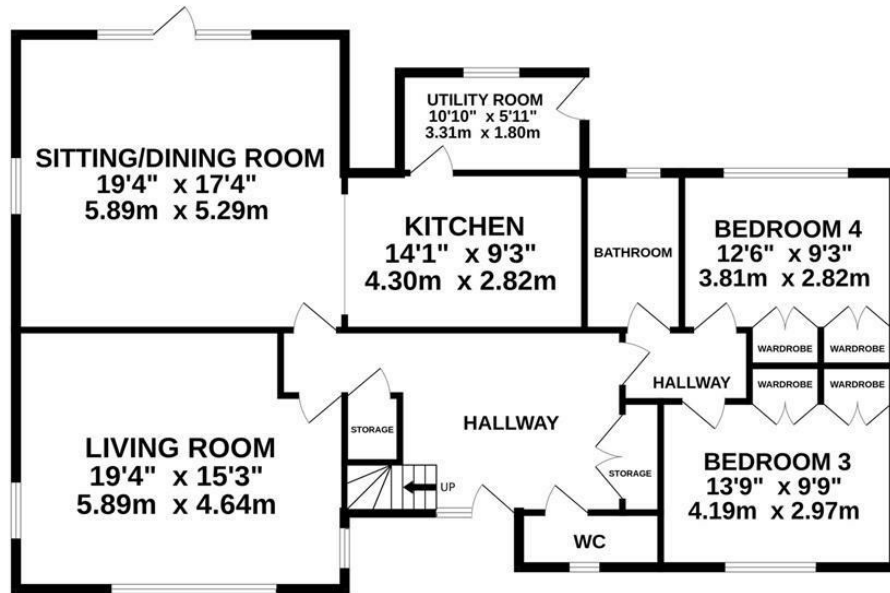 UTILITY ROOM
10'10" x 5'11"
3.31m x 1.80m
SITTING/DINING ROOM
19'4" x 17'4"
5.89m x 5.29m
KITCHEN
14'1" x 9'3"
4.30m x 2.82m
BATHROOM
BEDROOM 4
12'6" x 9'3"
3.81m x 2.82m
WARDROBE
WARDROBE
HALLWAY
WARDROBE
WARDROBE
LIVING ROOM
19'4" x 15'3"
5.89m x 4.64m
STORAGE
HALLWAY
UP
STORAGE
BEDROOM 3
13'9" x 9'9"
4.19m x 2.97m
WC